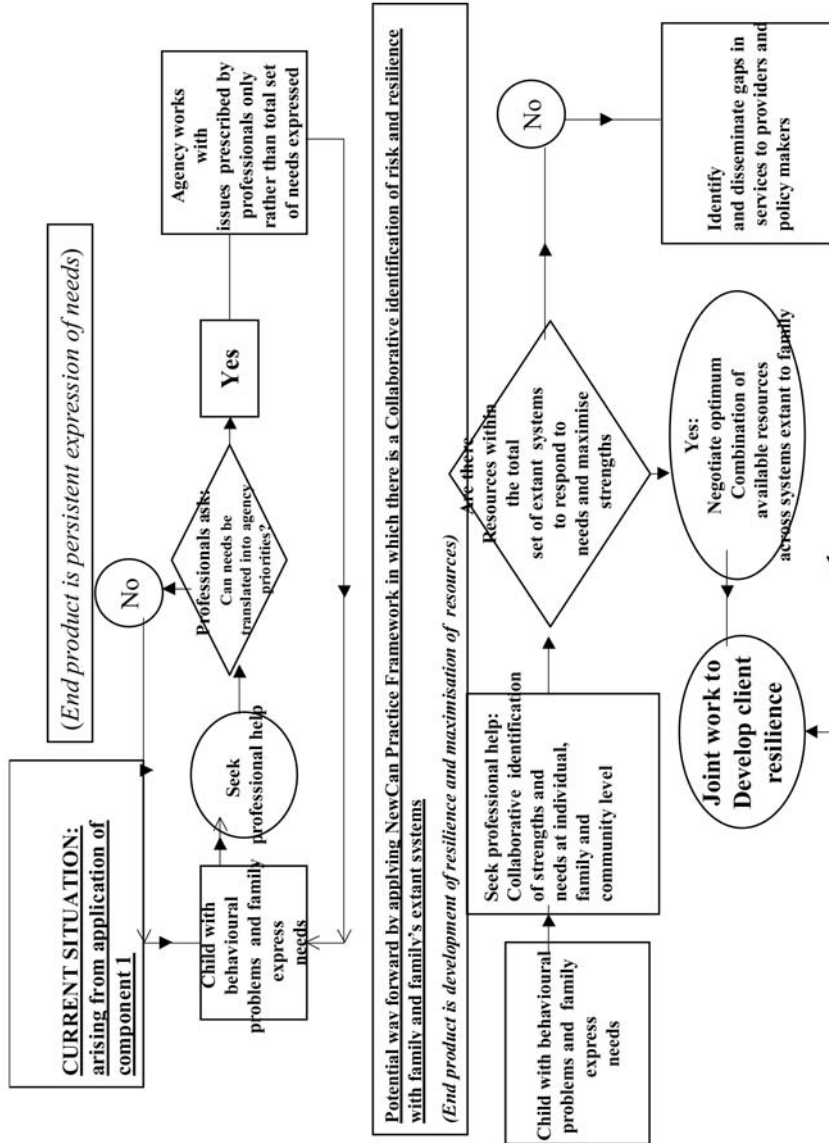 CURRENT SITUATION:
arising from application of
component 1
(End product is persistent expression of needs)
Child with
behavioural
problems and family
express
needs
Seek
professional help
No
Professionals ask:
Can needs be
translated into agency
priorities?
Yes
Agency works
with
issues prescribed by
professionals only
rather than total set
of needs expressed
Potential way forward by applying NewCan Practice Framework in which there is a Collaborative identification of risk and resilience
with family and family's extant systems
(End product is development of resilience and maximisation of resources)
Child with behavioural
problems and family
express
needs
Seek professional help:
Collaborative identification
of strengths and
needs at individual,
family and
community level
Are there
Resources within
the total
set of extant systems
to respond to
needs and maximise
strengths
No
Identify
and disseminate gaps in
services to providers and
policy makers
Yes:
Negotiate optimum
Combination of
available resources
across systems extant to family
Joint work to
Develop client
resilience